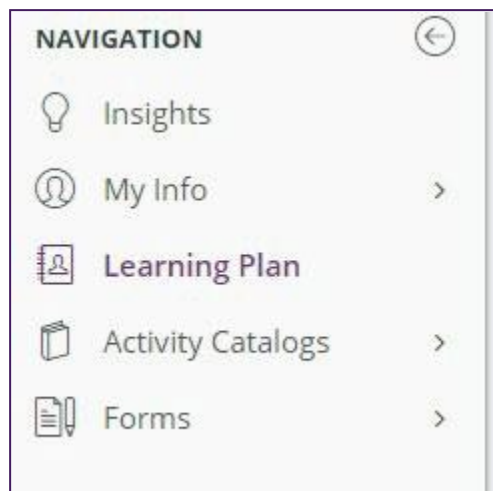 NAVIGATION
Insights
My Info
Learning Plan
Activity Catalogs
Forms